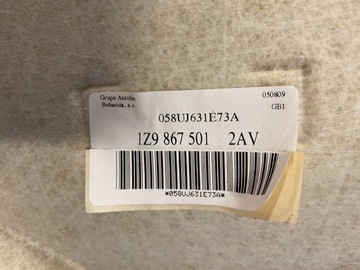 Grupo Antolin
Bohemia, s.r.
050809
GB1
058UJ631E73A
1Z9 867 501 2AV
*058UJ631E73A*